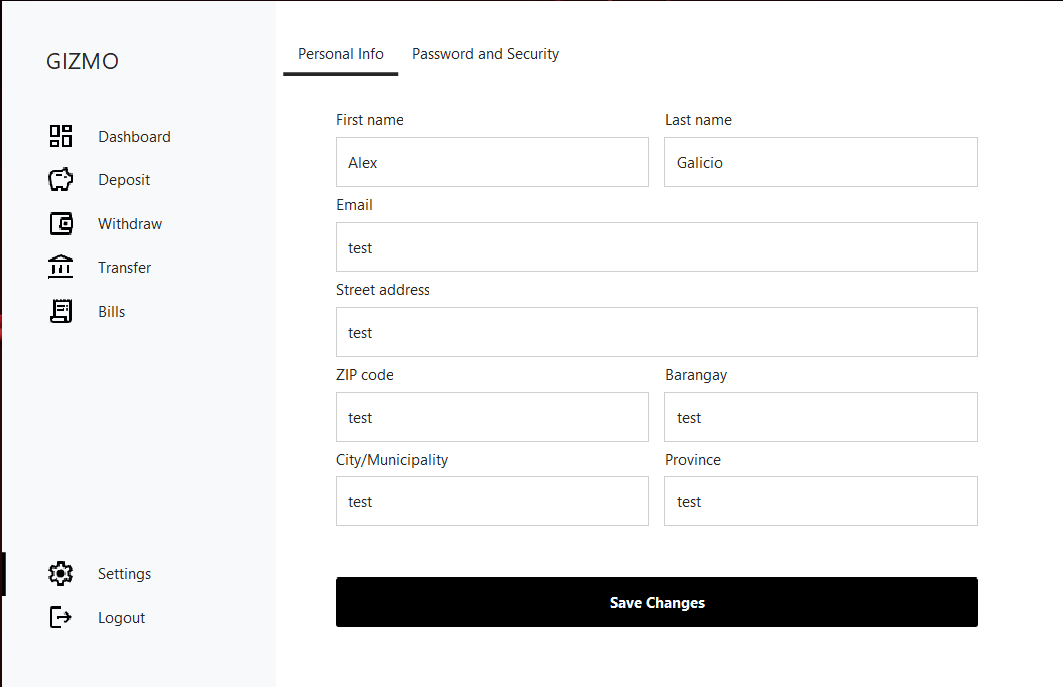 GIZMO
Dashboard
Deposit
Withdraw
Transfer
Bills
Settings
Logout
Personal Info Password and Security
First name Last name
Alex Galicio
Email
test
Street address
test
ZIP code Barangay
test test
City/Municipality Province
test test
Save Changes